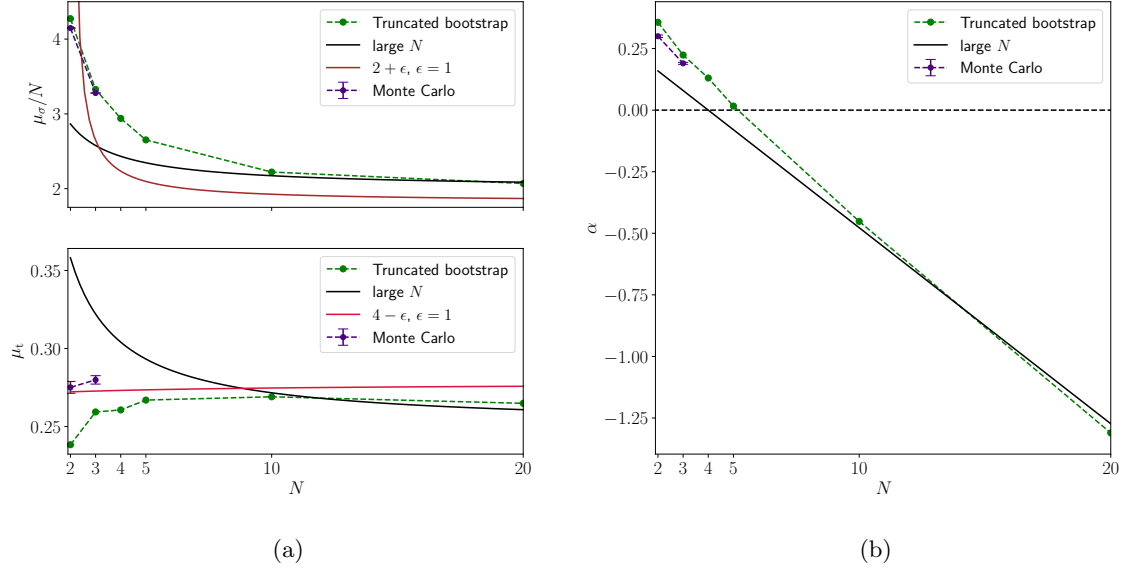 4
3
2
μσ/N
Truncated bootstrap
large N
2 + ϵ, ϵ = 1
Monte Carlo
0.35
0.30
0.25
μt
Truncated bootstrap
large N
4 − ϵ, ϵ = 1
Monte Carlo
2 3 4 5 10 20
N
(a)
0.25
0.00
−0.25
−0.50
−0.75
−1.00
−1.25
α
Truncated bootstrap
large N
Monte Carlo
2 3 4 5 10 20
N
(b)